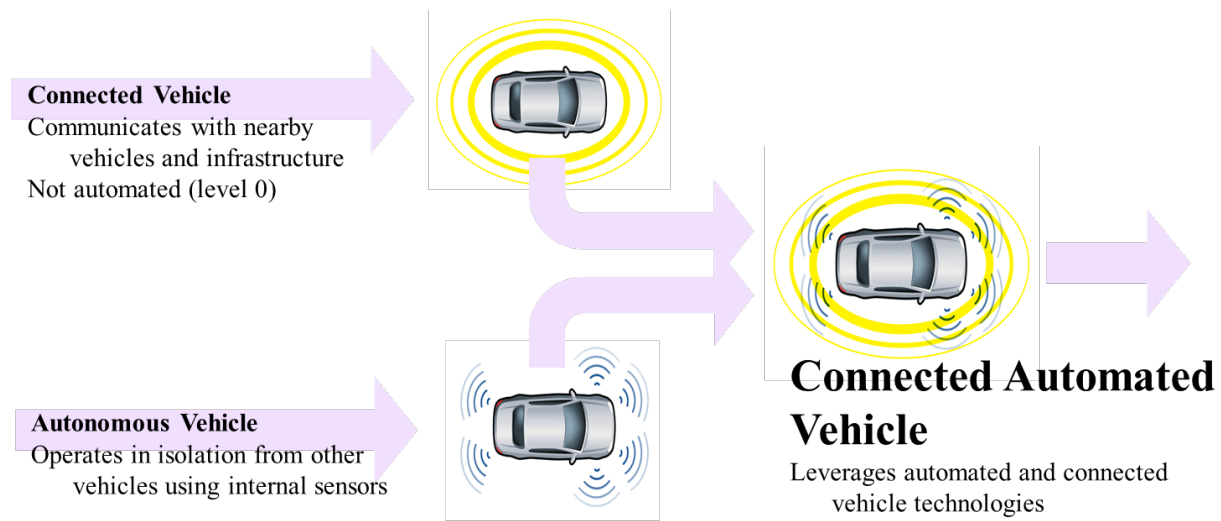 Connected Vehicle
Communicates with nearby
vehicles and infrastructure
Not automated (level 0)
Autonomous Vehicle
Operates in isolation from other
vehicles using internal sensors
Connected Automated
Vehicle
Leverages automated and connected
vehicle technologies